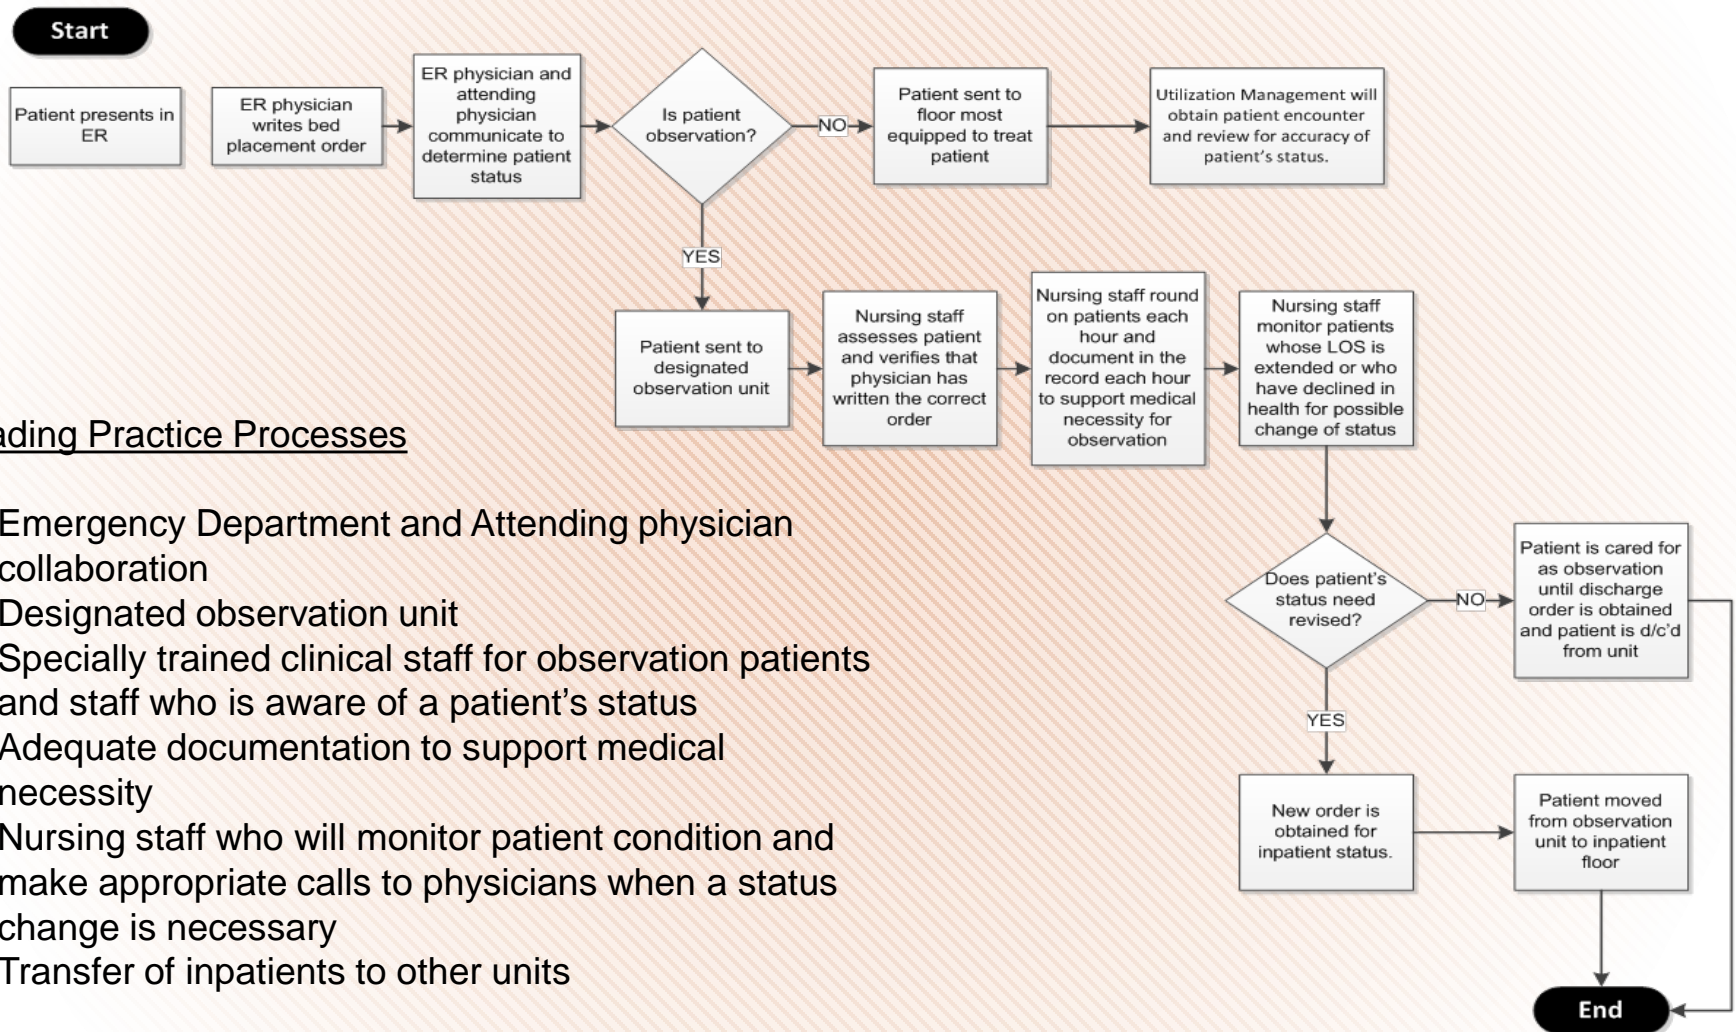 Start
Patient presents in
ER
ER physician
writes bed
placement order
ER physician and
attending
physician
communicate to
determine patient
status
Is patient
observation?
NO
Patient sent to
floor most
equipped to treat
patient
Utilization Management will
obtain patient encounter
and review for accuracy of
patient's status.
YES
Patient sent to
designated
observation unit
Nursing staff
assesses patient
and verifies that
physician has
written the correct
order
Nursing staff round
on patients each
hour and
document in the
record each hour
to support medical
necessity for
observation
Nursing staff
monitor patients
whose LOS is
extended or who
have declined in
health for possible
change of status
Does patient's
status need
revised?
NO
Patient is cared for
as observation
until discharge
order is obtained
and patient is d/c'd
from unit
YES
New order is
obtained for
inpatient status.
Patient moved
from observation
unit to inpatient
floor
End
ading Practice Processes
Emergency Department and Attending physician
collaboration
Designated observation unit
Specially trained clinical staff for observation patients
and staff who is aware of a patient's status
Adequate documentation to support medical
necessity
Nursing staff who will monitor patient condition and
make appropriate calls to physicians when a status
change is necessary
Transfer of inpatients to other units